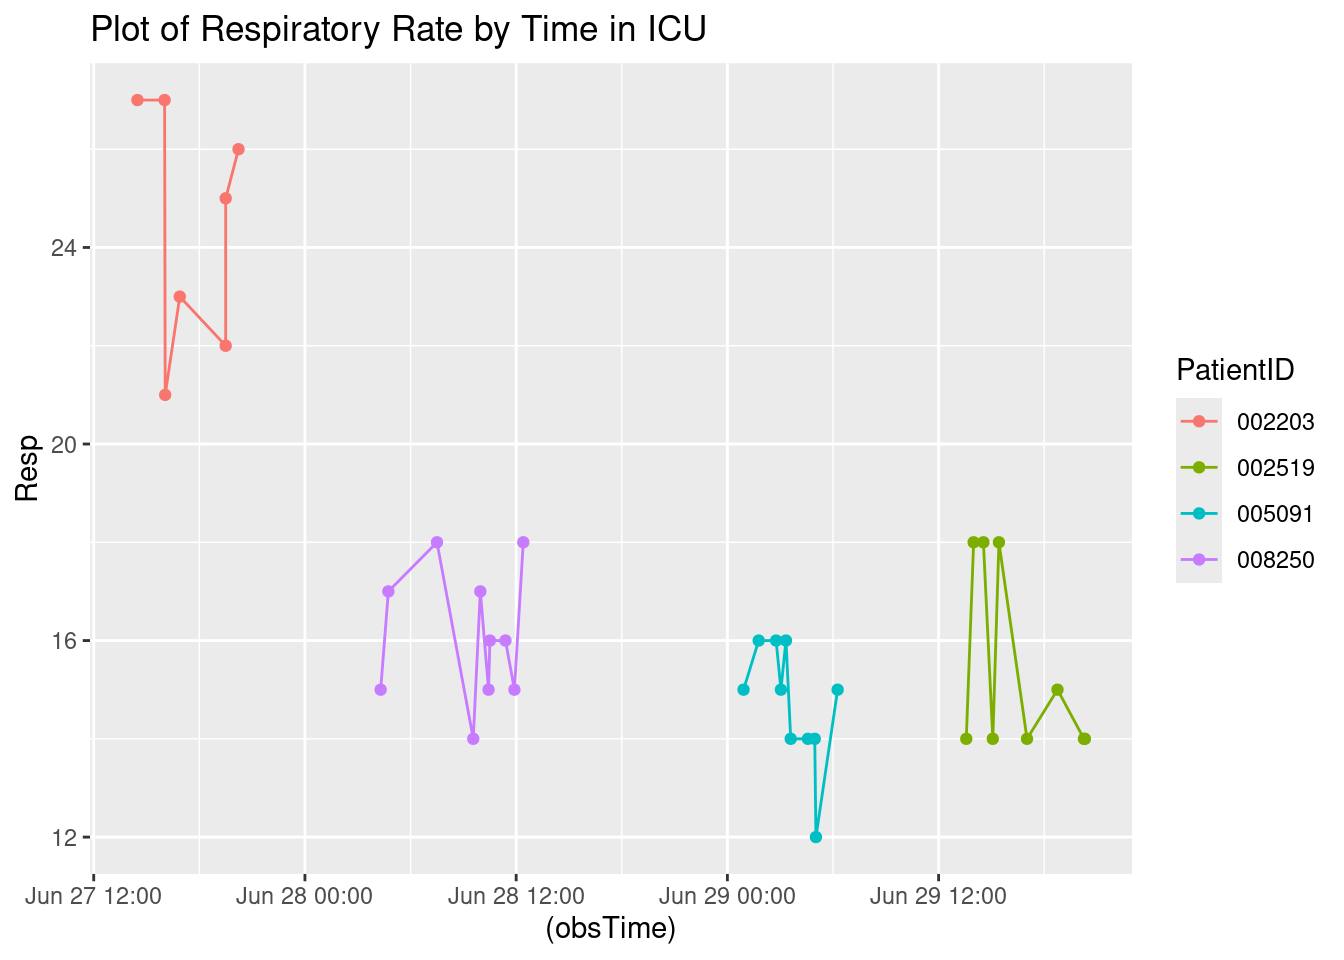 Plot of Respiratory Rate by Time in ICU
24
20
16
12
Resp
Jun 27 12:00 Jun 28 00:00 Jun 28 12:00 Jun 29 00:00 Jun 29 12:00
(obsTime)
PatientID
002203
002519
005091
008250